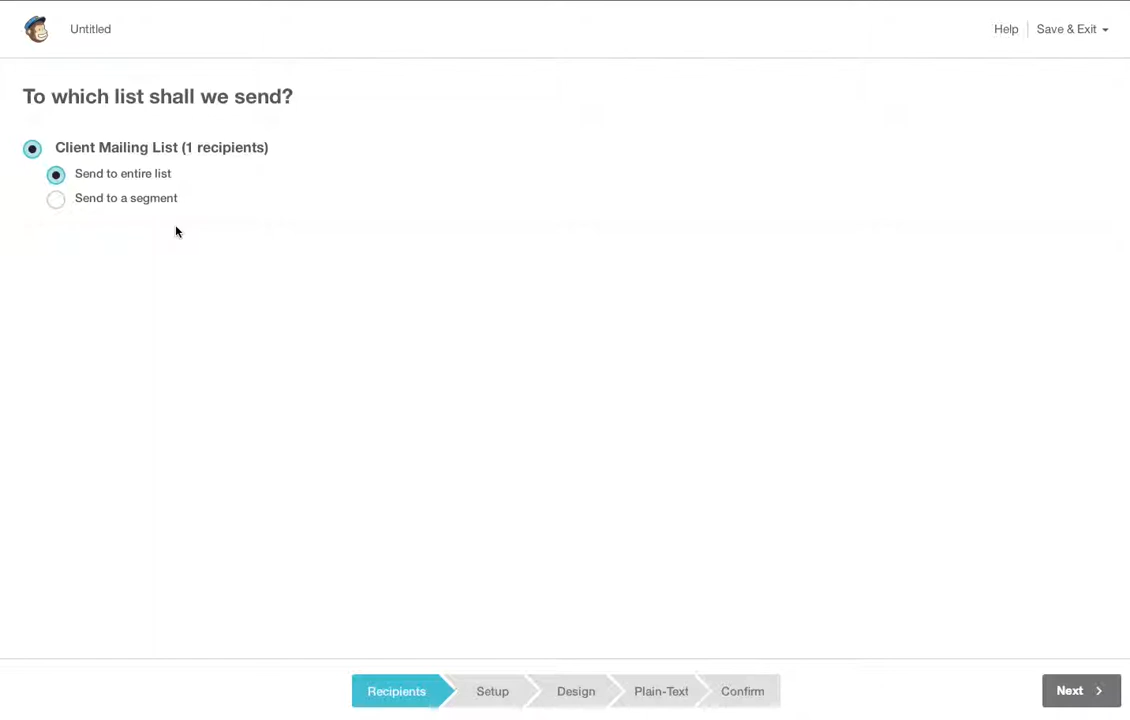 Untitled
Help
Save & Exit
To which list shall we send?
Client Mailing List (1 recipients)
Send to entire list
Send to a segment
Recipients
Setup
Design
Plain-Text
Confirm
Next